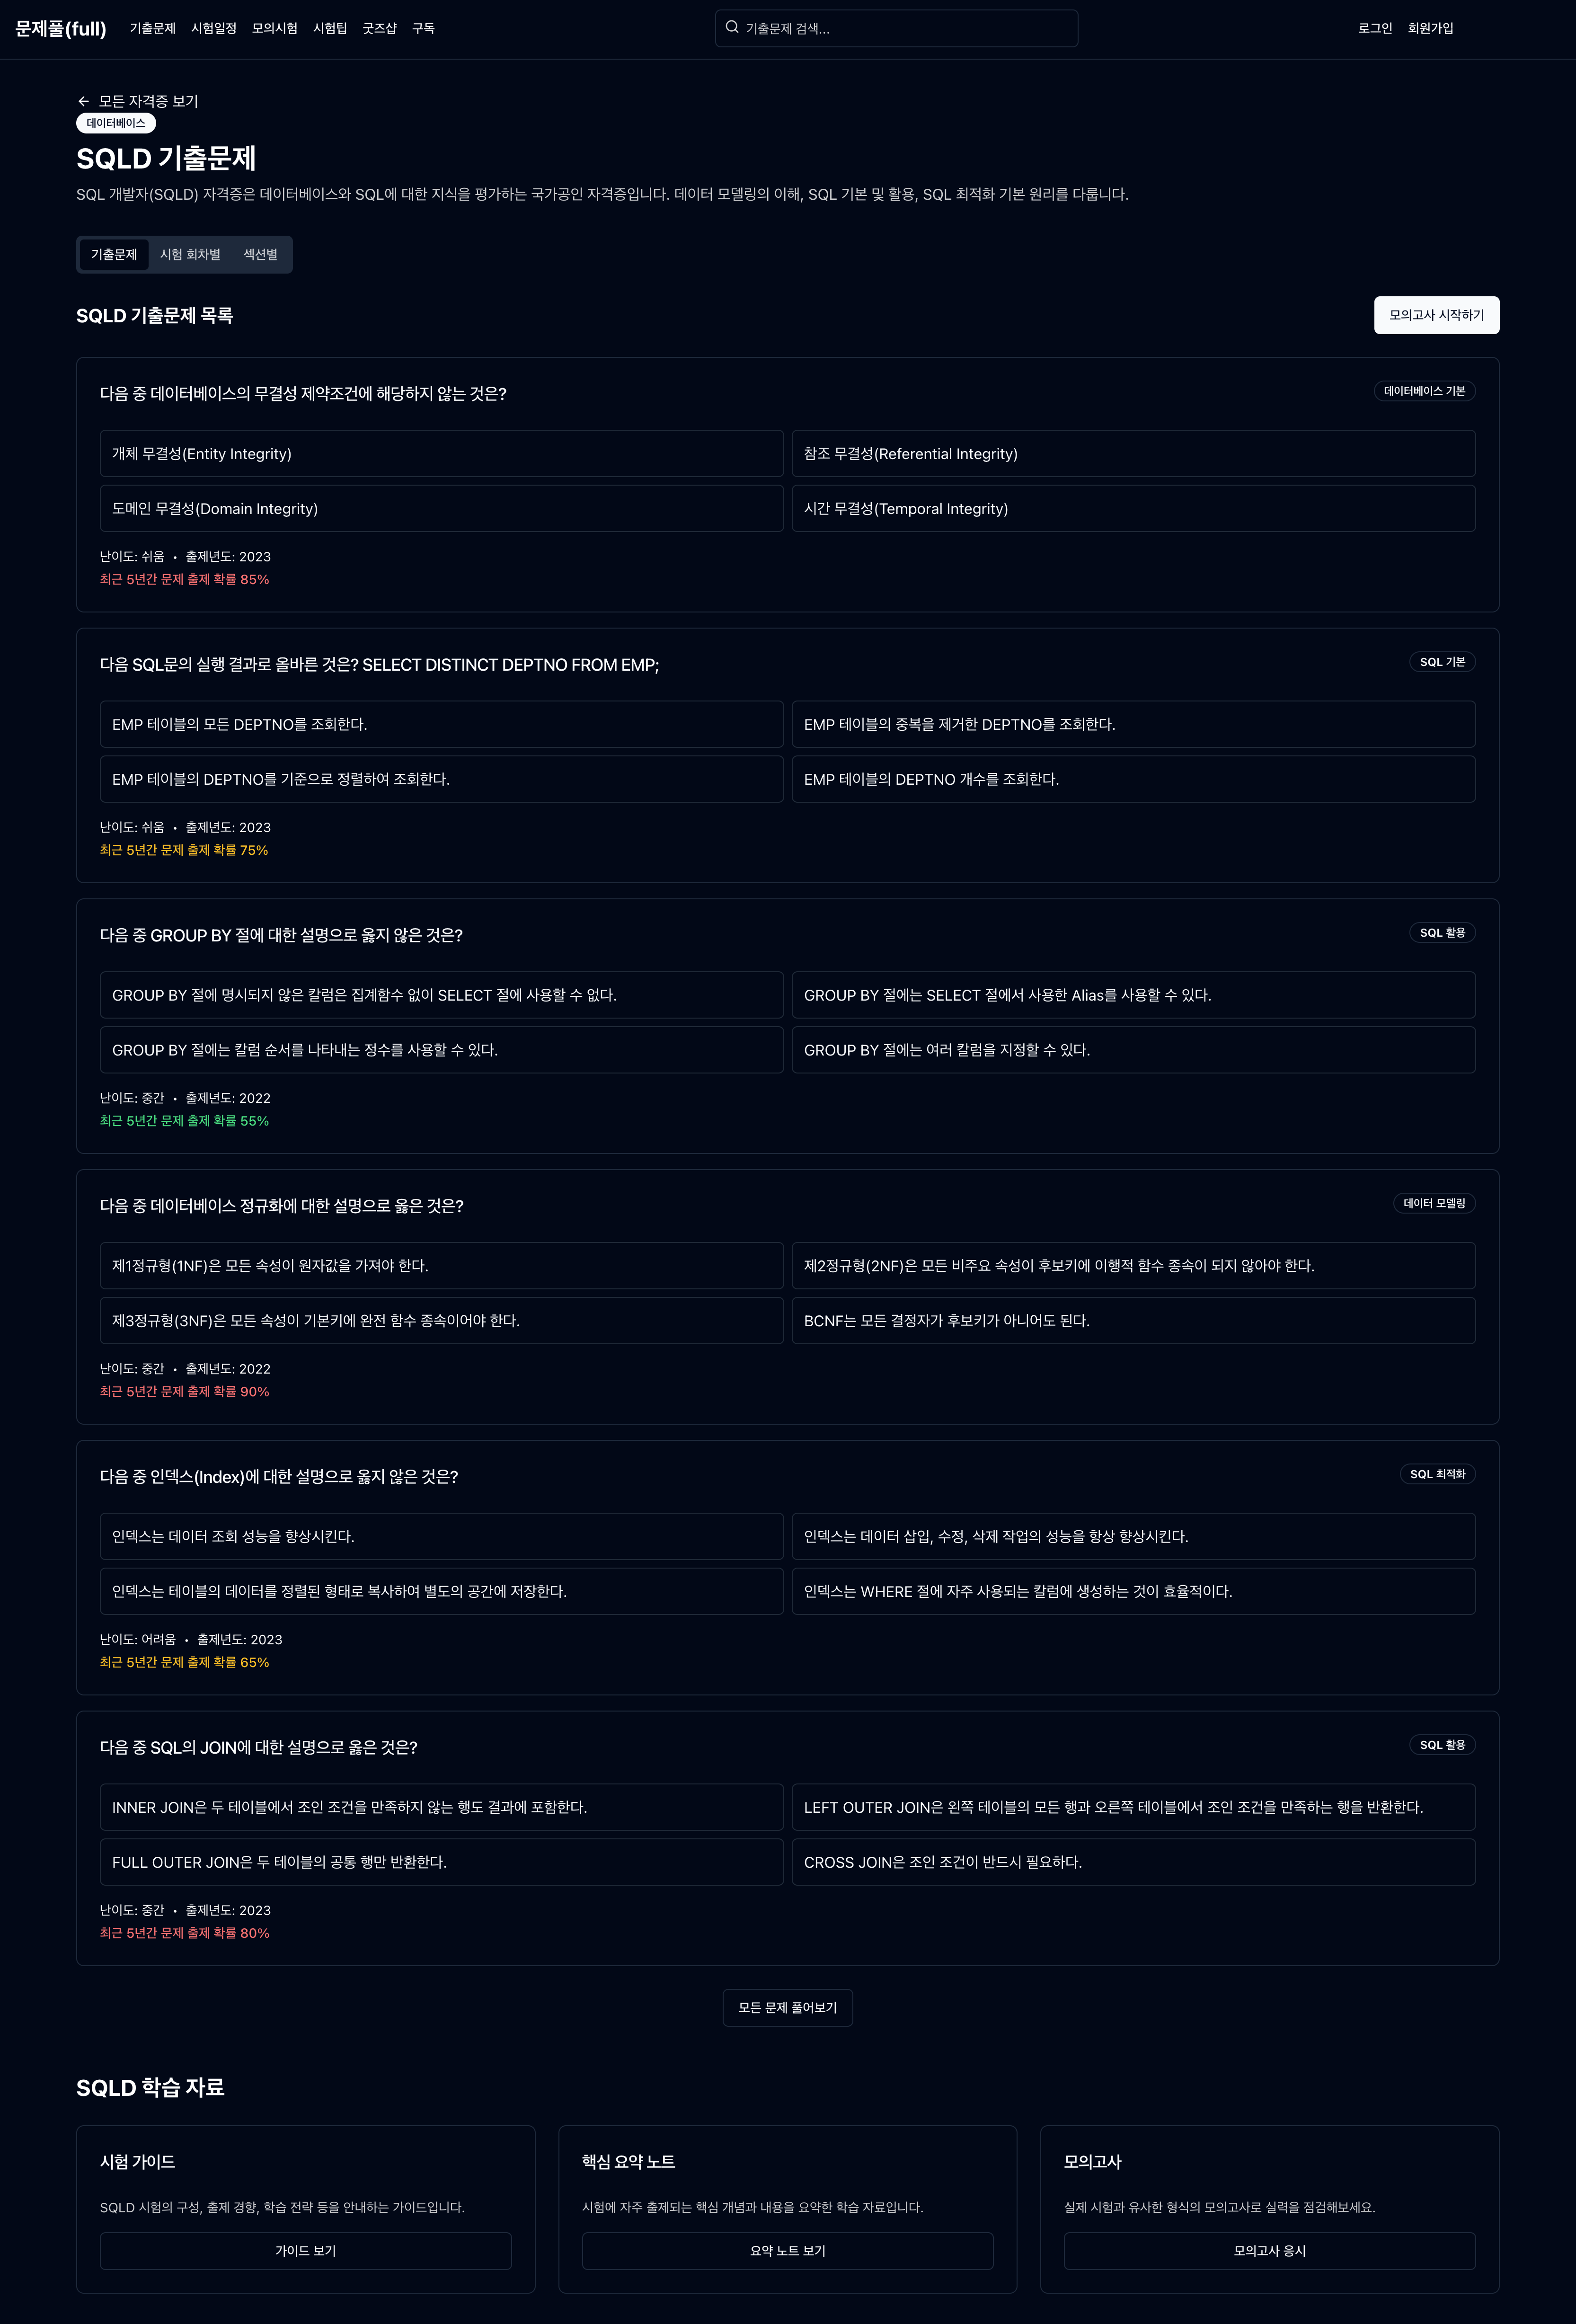 문제풀(full)
기출문제 시험일정 모의시험 시험팁 굿즈샵 구독
기출문제 검색...
로그인 회원가입
모든 자격증 보기
데이터베이스
SQLD 기출문제
SQL 개발자(SQLD) 자격증은 데이터베이스와 SQL에 대한 지식을 평가하는 국가공인 자격증입니다. 데이터 모델링의 이해, SQL 기본 및 활용, SQL 최적화 기본 원리를 다룹니다.
기출문제 시험 회차별 섹션별
SQLD 기출문제 목록
모의고사 시작하기
다음 중 데이터베이스의 무결성 제약조건에 해당하지 않는 것은?
데이터베이스 기본
개체 무결성(Entity Integrity)
참조 무결성(Referential Integrity)
도메인 무결성(Domain Integrity)
시간 무결성(Temporal Integrity)
난이도: 쉬움 • 출제년도: 2023
최근 5년간 문제 출제 확률 85%
다음 SQL문의 실행 결과로 올바른 것은? SELECT DISTINCT DEPTNO FROM EMP;
SQL 기본
EMP 테이블의 모든 DEPTNO를 조회한다.
EMP 테이블의 중복을 제거한 DEPTNO를 조회한다.
EMP 테이블의 DEPTNO를 기준으로 정렬하여 조회한다.
EMP 테이블의 DEPTNO 개수를 조회한다.
난이도: 쉬움 • 출제년도: 2023
최근 5년간 문제 출제 확률 75%
다음 중 GROUP BY 절에 대한 설명으로 옳지 않은 것은?
SQL 활용
GROUP BY 절에 명시되지 않은 칼럼은 집계함수 없이 SELECT 절에 사용할 수 없다.
GROUP BY 절에는 SELECT 절에서 사용한 Alias를 사용할 수 있다.
GROUP BY 절에는 칼럼 순서를 나타내는 정수를 사용할 수 있다.
GROUP BY 절에는 여러 칼럼을 지정할 수 있다.
난이도: 중간 • 출제년도: 2022
최근 5년간 문제 출제 확률 55%
다음 중 데이터베이스 정규화에 대한 설명으로 옳은 것은?
데이터 모델링
제1정규형(1NF)은 모든 속성이 원자값을 가져야 한다.
제2정규형(2NF)은 모든 비주요 속성이 후보키에 이행적 함수 종속이 되지 않아야 한다.
제3정규형(3NF)은 모든 속성이 기본키에 완전 함수 종속이어야 한다.
BCNF는 모든 결정자가 후보키가 아니어도 된다.
난이도: 중간 • 출제년도: 2022
최근 5년간 문제 출제 확률 90%
다음 중 인덱스(Index)에 대한 설명으로 옳지 않은 것은?
SQL 최적화
인덱스는 데이터 조회 성능을 향상시킨다.
인덱스는 데이터 삽입, 수정, 삭제 작업의 성능을 항상 향상시킨다.
인덱스는 테이블의 데이터를 정렬된 형태로 복사하여 별도의 공간에 저장한다.
인덱스는 WHERE 절에 자주 사용되는 칼럼에 생성하는 것이 효율적이다.
난이도: 어려움 • 출제년도: 2023
최근 5년간 문제 출제 확률 65%
다음 중 SQL의 JOIN에 대한 설명으로 옳은 것은?
SQL 활용
INNER JOIN은 두 테이블에서 조인 조건을 만족하지 않는 행도 결과에 포함한다.
LEFT OUTER JOIN은 왼쪽 테이블의 모든 행과 오른쪽 테이블에서 조인 조건을 만족하는 행을 반환한다.
FULL OUTER JOIN은 두 테이블의 공통 행만 반환한다.
CROSS JOIN은 조인 조건이 반드시 필요하다.
난이도: 중간 • 출제년도: 2023
최근 5년간 문제 출제 확률 80%
모든 문제 풀어보기
SQLD 학습 자료
시험 가이드
SQLD 시험의 구성, 출제 경향, 학습 전략 등을 안내하는 가이드입니다.
가이드 보기
핵심 요약 노트
시험에 자주 출제되는 핵심 개념과 내용을 요약한 학습 자료입니다.
요약 노트 보기
모의고사
실제 시험과 유사한 형식의 모의고사로 실력을 점검해보세요.
모의고사 응시